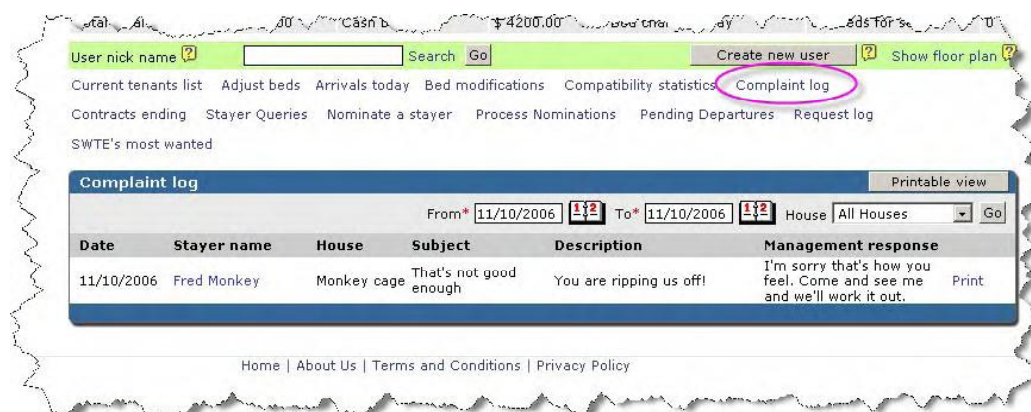 $ 4200.00
User nick name Search Go Create new user Show floor plan
Current tenants list Adjust beds Arrivals today Bed modifications Compatibility statistics Complaint log
Contracts ending Stayer Queries Nominate a stayer Process Nominations Pending Departures Request log
SWTE's most wanted
Complaint log Printable view
From* 11/10/2006 To* 11/10/2006 House All Houses Go
Date Stayer name House Subject Description Management response
11/10/2006 Fred Monkey Monkey cage That's not good enough You are ripping us off! I'm sorry that's how you feel. Come and see me and we'll work it out. Print
Home | About Us | Terms and Conditions | Privacy Policy